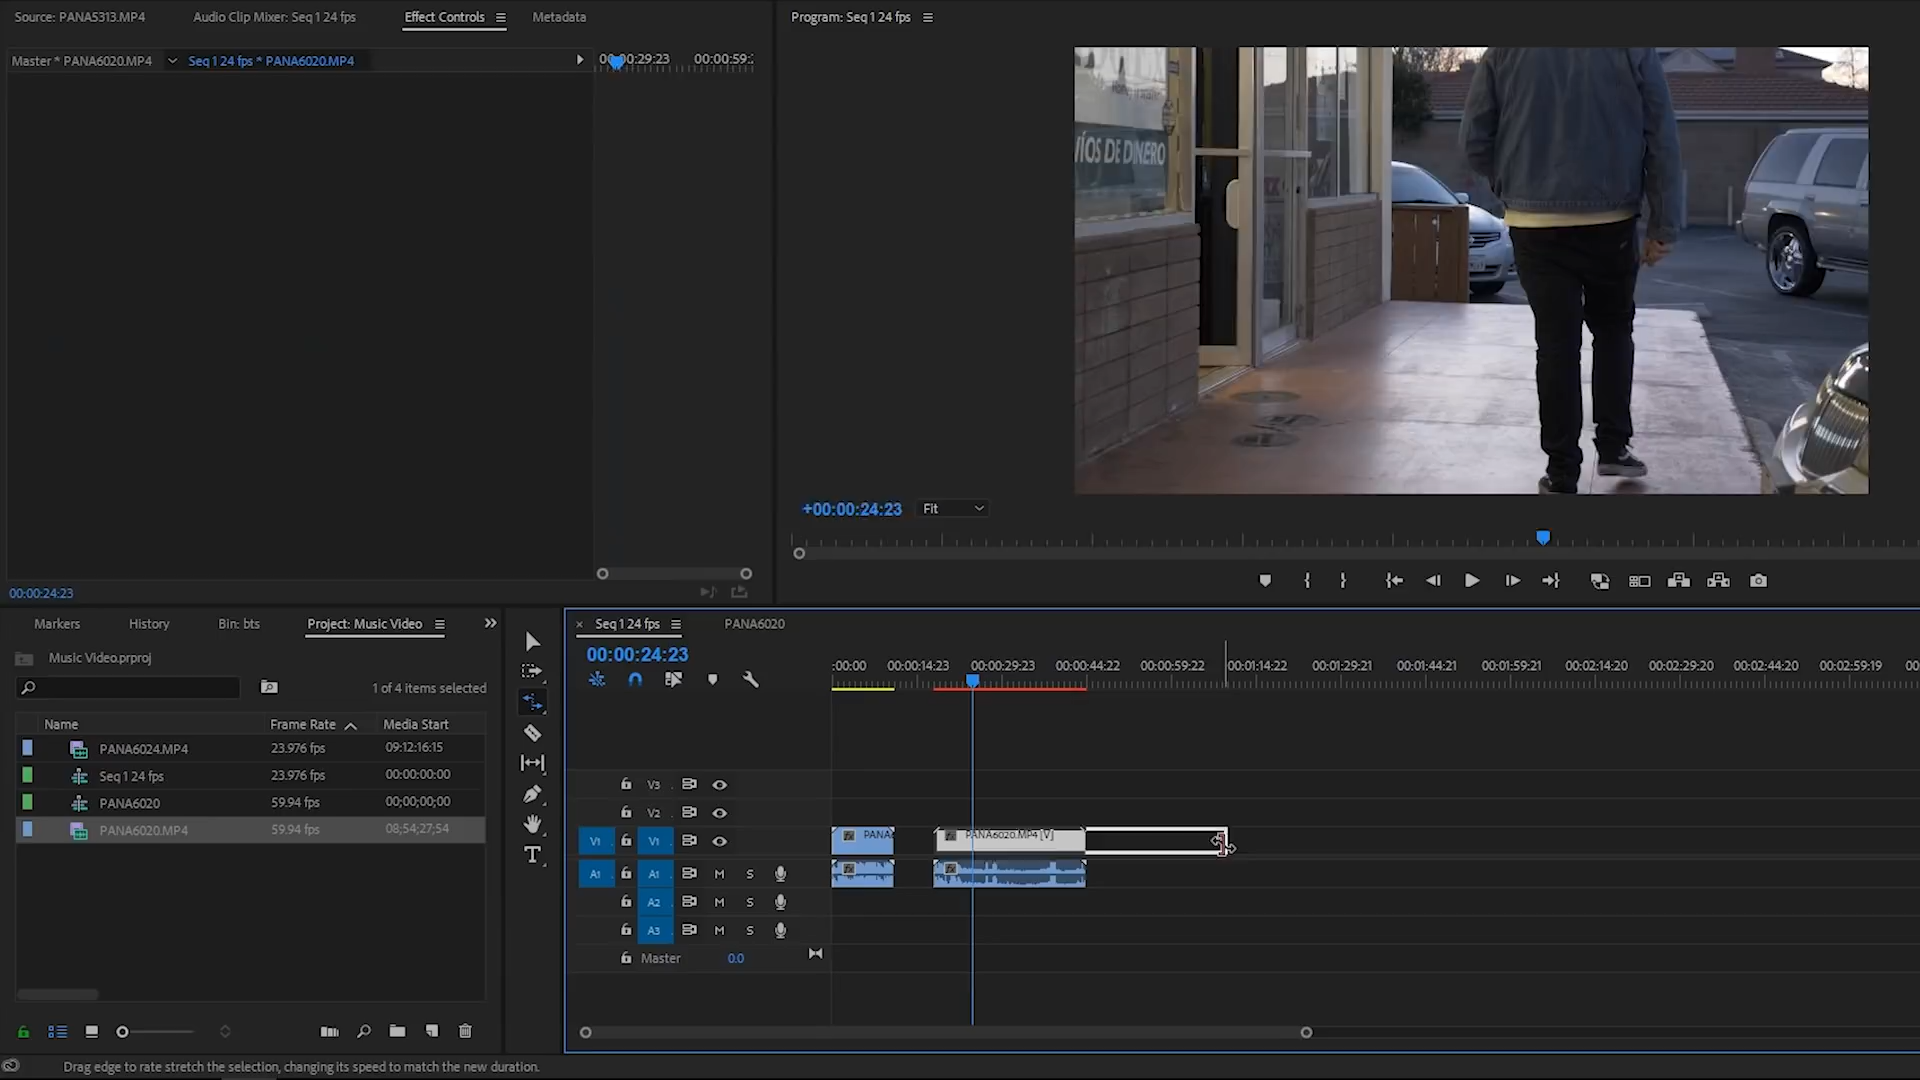 Source: PANA5313.MP4
Audio Clip Mixer: Seq 1 24 fps
Effect Controls
Metadata
Program: Seq 1 24 fps
Master * PANA6020.MP4
Seq 1 24 fps * PANA6020.MP4
00:00:29:23
00:00:59:
VÍOS DE DINERO
+00:00:24:23
Fit
00:00:24:23
Markers
History
Bin: bts
Project: Music Video
Music Video.prproj
1 of 4 items selected
Name
Frame Rate
Media Start
PANA6024.MP4
23.976 fps
09:12:16:15
Seq 1 24 fps
23.976 fps
00:00:00:00
PANA6020
59.94 fps
00;00;00;00
PANA6020.MP4
59.94 fps
08;54;27;54
Seq 1 24 fps
PANA6020
00:00:24:23
:00:00
00:00:14:23
00:00:29:23
00:00:44:22
00:00:59:22
00:01:14:22
00:01:29:21
00:01:44:21
00:01:59:21
00:02:14:20
00:02:29:20
00:02:44:20
00:02:59:19
00
V3
V2
V1
V1
PANA
PANA6020.MP4 [V]
A1
A1
M
S
A2
M
S
A3
M
S
Master
0.0
Drag edge to rate stretch the selection, changing its speed to match the new duration.